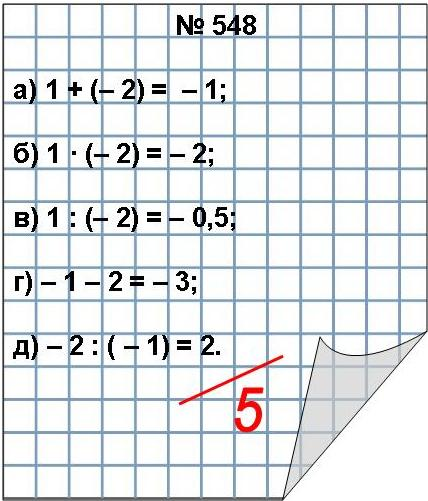 № 548
а) 1 + (– 2) = – 1;
б) 1 · (– 2) = – 2;
в) 1 : (– 2) = – 0,5;
г) – 1 – 2 = – 3;
д) – 2 : ( – 1) = 2.
5